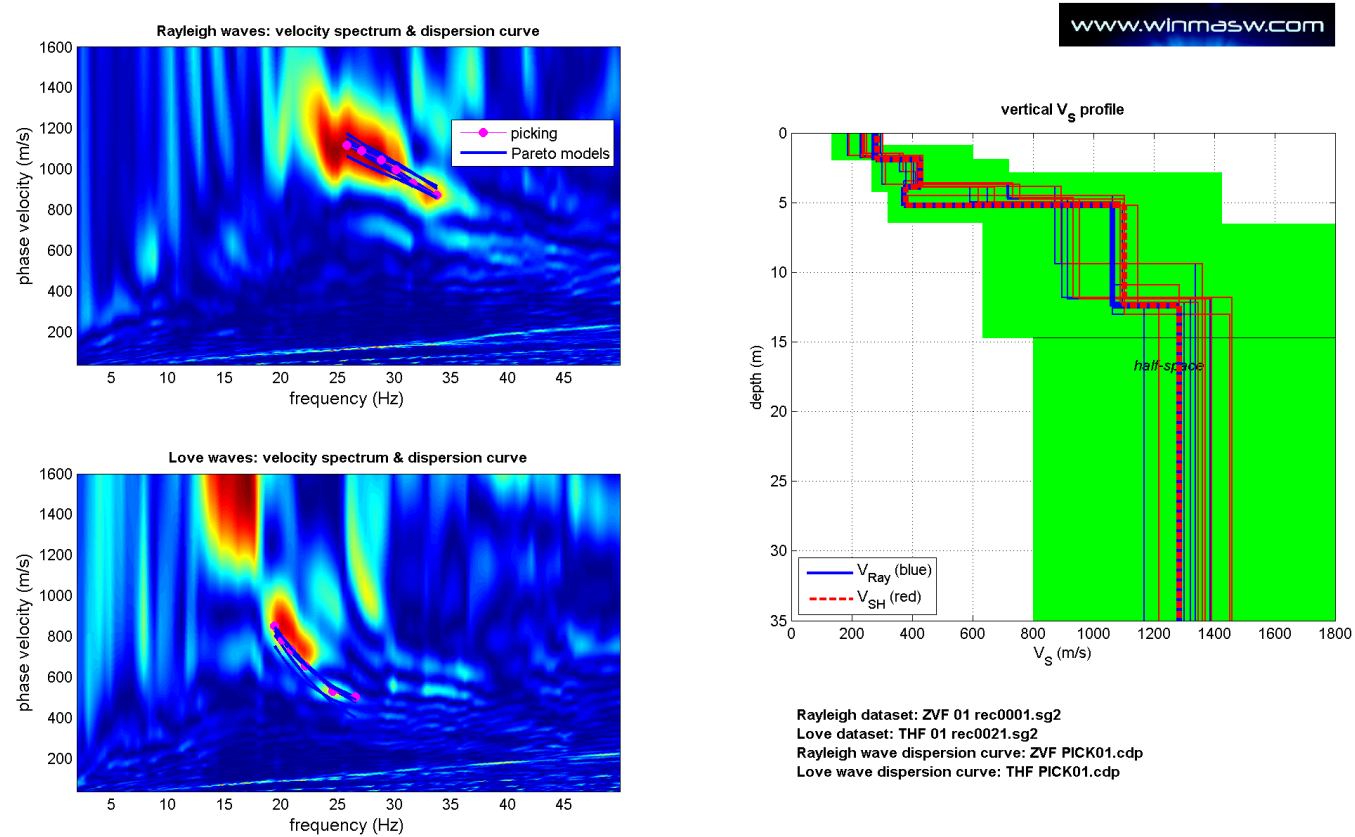 www.winmasw.com
Rayleigh waves: velocity spectrum & dispersion curve
1600
1400
1200
1000
800
600
400
200
phase velocity (m/s)
picking
Pareto models
5 10 15 20 25 30 35 40 45
frequency (Hz)
Love waves: velocity spectrum & dispersion curve
1600
1400
1200
1000
800
600
400
200
phase velocity (m/s)
5 10 15 20 25 30 35 40 45
frequency (Hz)
vertical VS profile
0
5
10
15
20
25
30
35
depth (m)
half-space
VRay (blue)
VSH (red)
0 200 400 600 800 1000 1200 1400 1600 1800
VS (m/s)
Rayleigh dataset: ZVF 01 rec0001.sg2
Love dataset: THF 01 rec0021.sg2
Rayleigh wave dispersion curve: ZVF PICK01.cdp
Love wave dispersion curve: THF PICK01.cdp